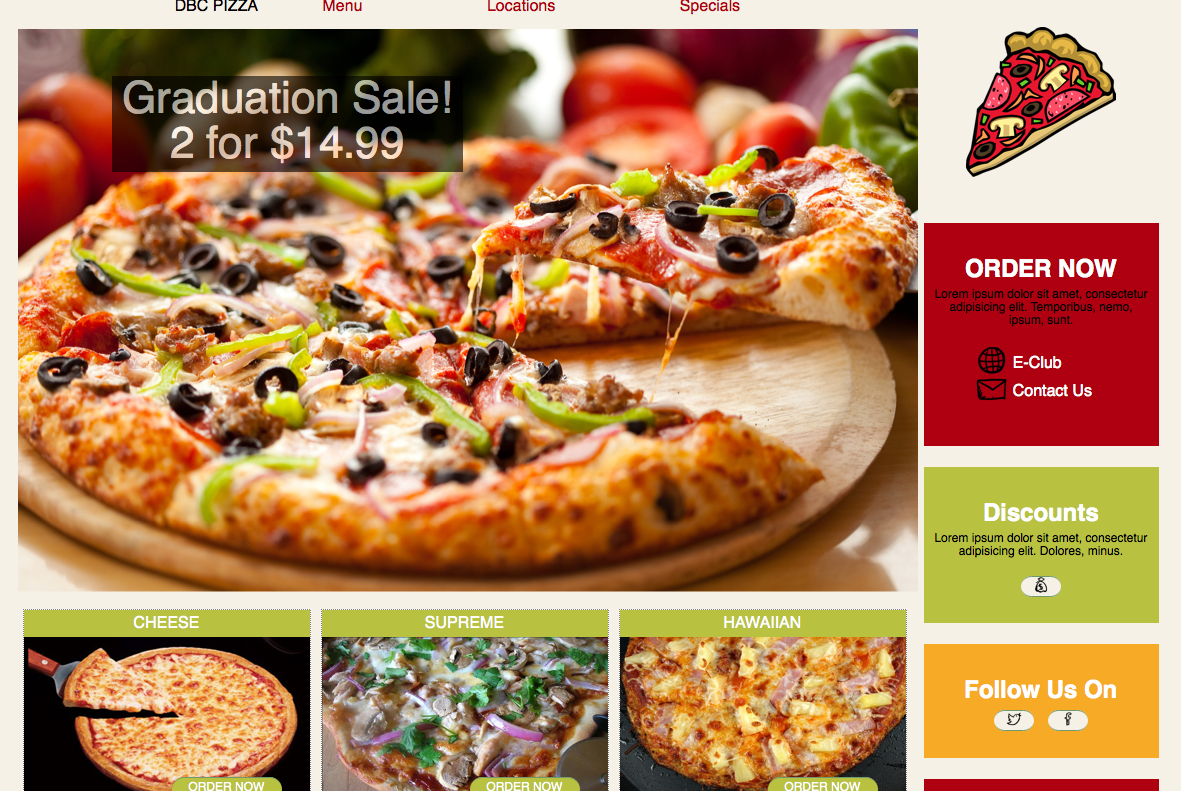 DBC PIZZA Menu Locations Specials
Graduation Sale!
2 for $14.99
ORDER NOW
Lorem ipsum dolor sit amet, consectetur
adipisicing elit. Temporibus, nemo,
ipsum, sunt.
E-Club
Contact Us
Discounts
Lorem ipsum dolor sit amet, consectetur
adipisicing elit. Dolores, minus.
Follow Us On
CHEESE SUPREME HAWAIIAN
ORDER NOW ORDER NOW ORDER NOW